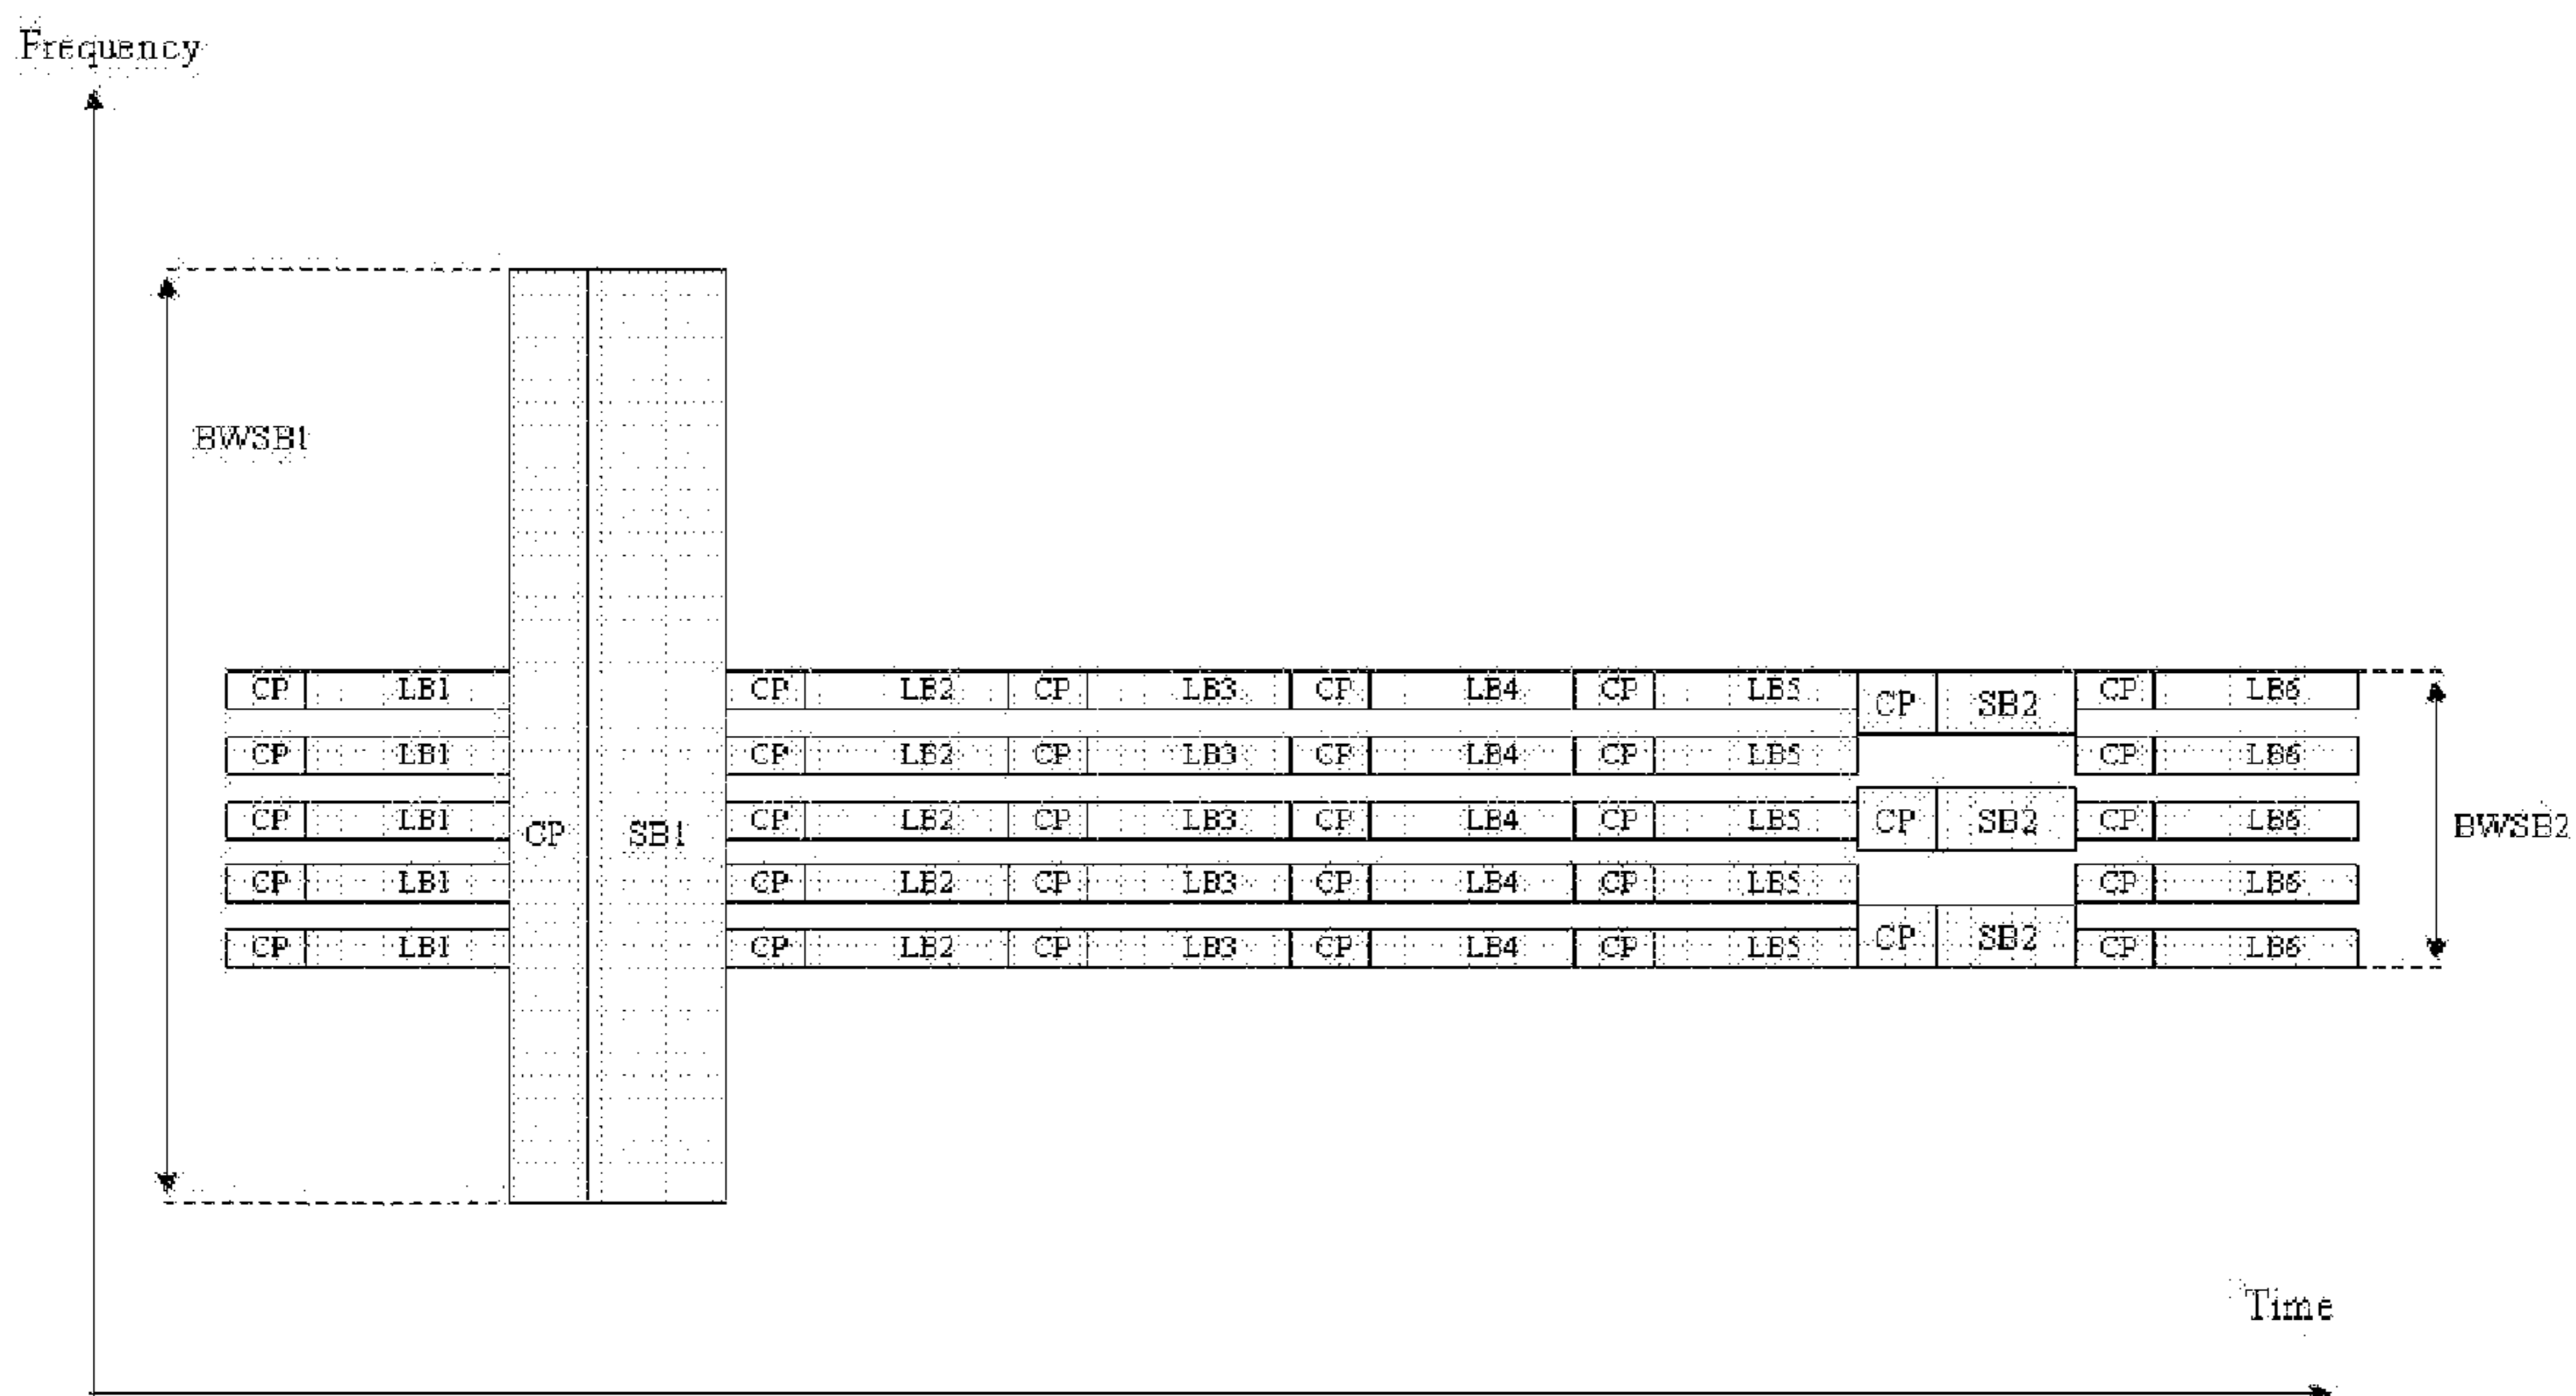 Frequency
BWSB1
CP LB1 CP LB2 CP LB3 CP LB4 CP LB5 CP SB2 CP LB6
CP LB1 CP LB2 CP LB3 CP LB4 CP LB5 CP LB6
CP LB1 CP SB1 CP LB2 CP LB3 CP LB4 CP LB5 CP SB2 CP LB6 BWSB2
CP LB1 CP LB2 CP LB3 CP LB4 CP LB5 CP LB6
CP LB1 CP LB2 CP LB3 CP LB4 CP LB5 CP SB2 CP LB6
Time